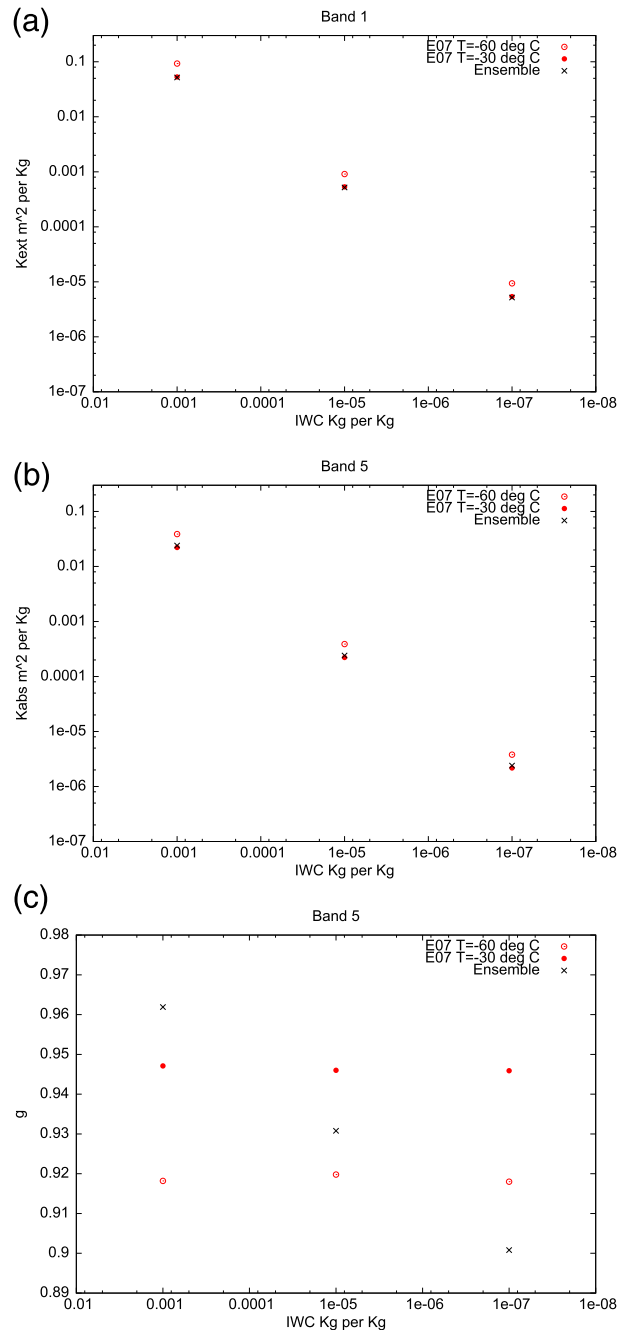 (a)
Band 1
E07 T=-60 deg C
E07 T=-30 deg C
Ensemble
0.1
0.01
0.001
0.0001
1e-05
1e-06
1e-07
Kext m^2 per Kg
0.01 0.001 0.0001 1e-05 1e-06 1e-07 1e-08
IWC Kg per Kg
(b)
Band 5
E07 T=-60 deg C
E07 T=-30 deg C
Ensemble
0.1
0.01
0.001
0.0001
1e-05
1e-06
1e-07
Kabs m^2 per Kg
0.01 0.001 0.0001 1e-05 1e-06 1e-07 1e-08
IWC Kg per Kg
(c)
Band 5
E07 T=-60 deg C
E07 T=-30 deg C
Ensemble
0.98
0.97
0.96
0.95
0.94
0.93
0.92
0.91
0.9
0.89
g
0.01 0.001 0.0001 1e-05 1e-06 1e-07 1e-08
IWC Kg per Kg